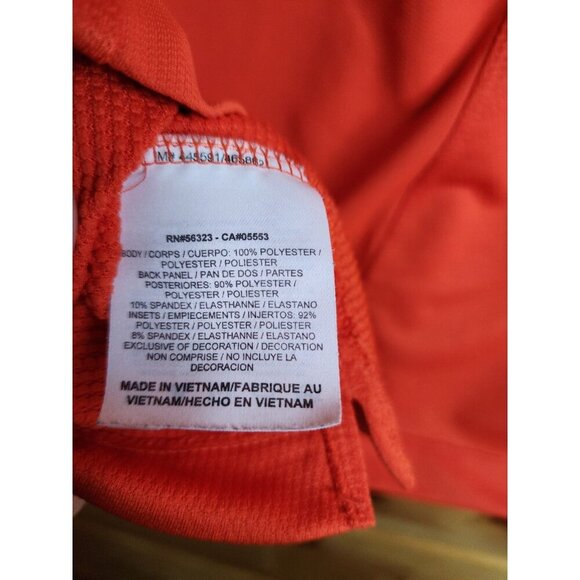 M#
RN#56323 - CA#05553
BODY / CORPS / CUERPO: 100% POLYESTER /
POLYESTER / POLIESTER
BACK PANEL / PAN DE DOS / PARTES
POSTERIORES: 90% POLYESTER /
POLYESTER / POLIESTER
10% SPANDEX / ELASTHANNE / ELASTANO
INSETS / EMPIECEMENTS / INJERTOS: 92%
POLYESTER / POLYESTER / POLIESTER
8% SPANDEX / ELASTHANNE / ELASTANO
EXCLUSIVE OF DECORATION / DECORATION
NON COMPRISE / NO INCLUYE LA
DECORACION
MADE IN VIETNAM/FABRIQUE AU
VIETNAM/HECHO EN VIETNAM